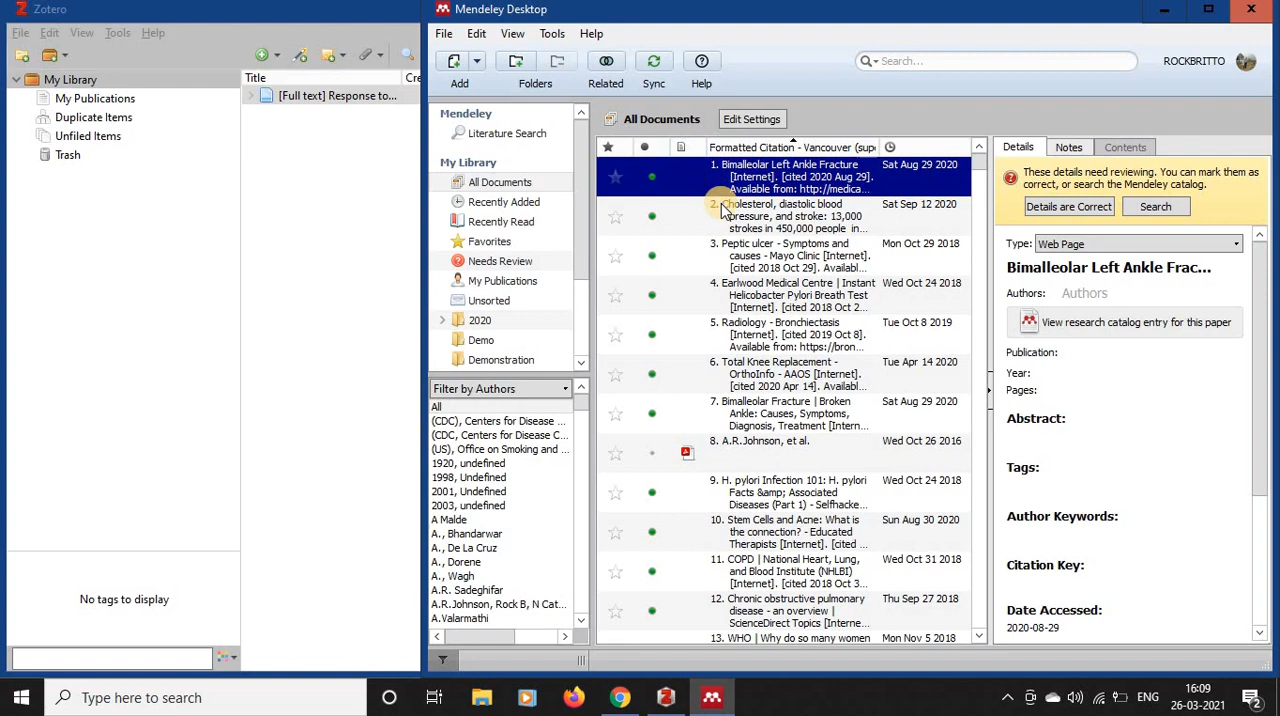 Zotero
File Edit View Tools Help
My Library
My Publications
Duplicate Items
Unfiled Items
Trash
No tags to display
Title
[Full text] Response to...
Mendeley Desktop
File Edit View Tools Help
Add
Folders
Related
Sync
Help
Search...
ROCKBRITTO
Mendeley
Literature Search
My Library
All Documents
Recently Added
Recently Read
Favorites
Needs Review
My Publications
Unsorted
2020
Demo
Demonstration
Filter by Authors
All
(CDC), Centers for Disease ...
(CDC, Centers for Disease C...
(US), Office on Smoking and ...
1920, undefined
1998, undefined
2001, undefined
2003, undefined
A Malde
A., Bhandarwar
A., De La Cruz
A., Dorene
A., Wagh
A.R. Sadeghifar
A.R.Johnson, Rock B, N Cat...
A.Valarmathi
All Documents Edit Settings
Formatted Citation - Vancouver (supe
1. Bimalleolar Left Ankle Fracture Sat Aug 29 2020
[Internet]. [cited 2020 Aug 29].
Available from: http://medica...
2. Cholesterol, diastolic blood Sat Sep 12 2020
pressure, and stroke: 13,000
strokes in 450,000 people in...
3. Peptic ulcer - Symptoms and Mon Oct 29 2018
causes - Mayo Clinic [Internet].
[cited 2018 Oct 29]. Availabl...
4. Earlwood Medical Centre | Instant Wed Oct 24 2018
Helicobacter Pylori Breath Test
[Internet]. [cited 2018 Oct 2...
5. Radiology - Bronchiectasis Tue Oct 8 2019
[Internet]. [cited 2019 Oct 8].
Available from: https://bron...
6. Total Knee Replacement - Tue Apr 14 2020
OrthoInfo - AAOS [Internet].
[cited 2020 Apr 14]. Availabl...
7. Bimalleolar Fracture | Broken Sat Aug 29 2020
Ankle: Causes, Symptoms,
Diagnosis, Treatment [Intern...
8. A.R.Johnson, et al. Wed Oct 26 2016
9. H. pylori Infection 101: H. pylori Wed Oct 24 2018
Facts &amp; Associated
Diseases (Part 1) - Selfhacke...
10. Stem Cells and Acne: What is Sun Aug 30 2020
the connection? - Educated
Therapists [Internet]. [cited ...
11. COPD | National Heart, Lung, Wed Oct 31 2018
and Blood Institute (NHLBI)
[Internet]. [cited 2018 Oct 3...
12. Chronic obstructive pulmonary Thu Sep 27 2018
disease - an overview |
ScienceDirect Topics [Interne...
13. WHO | Why do so many women Mon Nov 5 2018
Details Notes Contents
These details need reviewing. You can mark them as
correct, or search the Mendeley catalog.
Details are Correct Search
Type: Web Page
Bimalleolar Left Ankle Frac...
Authors: Authors
View research catalog entry for this paper
Publication:
Year:
Pages:
Abstract:
Tags:
Author Keywords:
Citation Key:
Date Accessed:
2020-08-29
Type here to search
ENG
16:09
26-03-2021
2